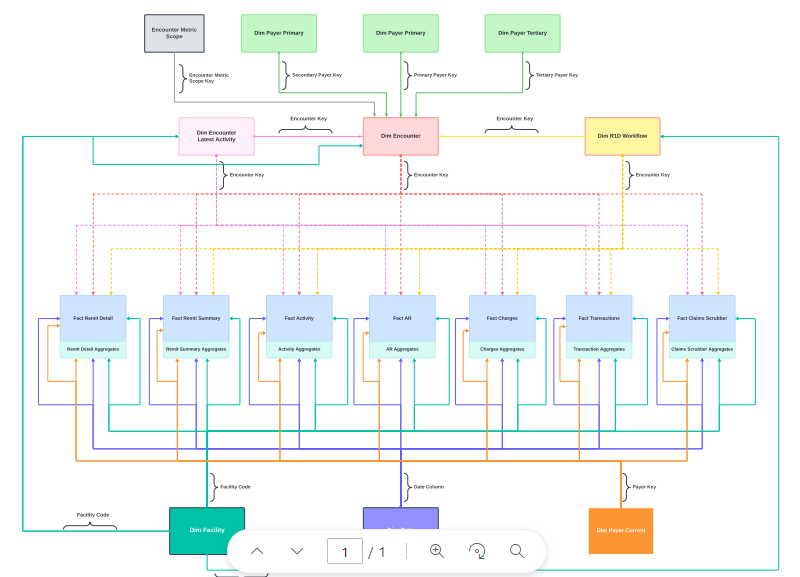 Encounter Metric
Scope
Dim Payer Primary
Dim Payer Primary
Dim Payer Tertiary
Encounter Metric
Scope Key
Secondary Payer Key
Primary Payer Key
Tertiary Payer Key
Encounter Key
Encounter Key
Dim Encounter
Latest Activity
Dim Encounter
Dim R1D Workflow
Encounter Key
Encounter Key
Encounter Key
Fact Remit Detail
Fact Remit Summary
Fact Activity
Fact AR
Fact Charges
Fact Transactions
Fact Claims Scrubber
Remit Detail Aggregates
Remit Summary Aggregates
Activity Aggregates
AR Aggregates
Charges Aggregates
Transaction Aggregates
Claims Scrubber Aggregates
Facility Code
Date Column
Payer Key
Facility Code
Dim Facility
Dim Payer Current
1 / 1